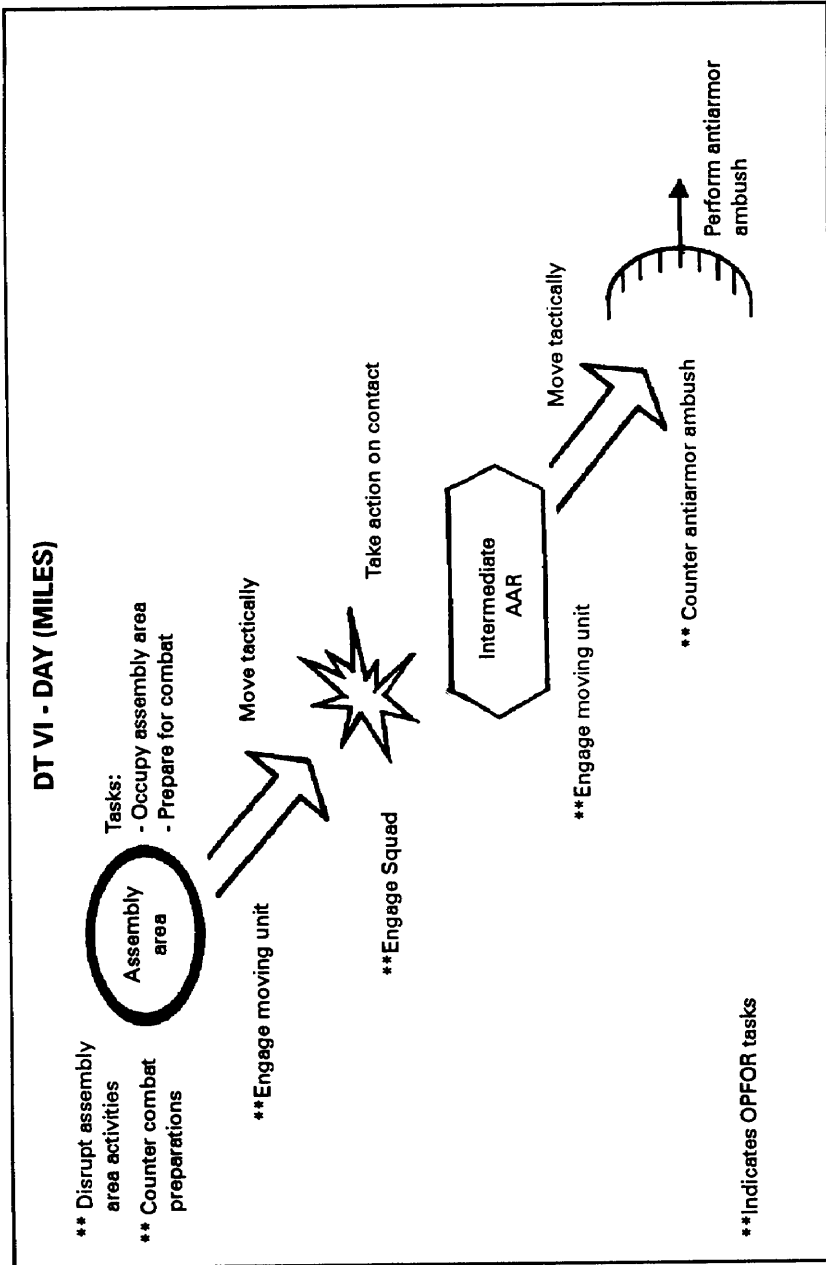 DT VI - DAY (MILES)
** Disrupt assembly
area activities
** Counter combat
preparations
Assembly
area
Tasks:
- Occupy assembly area
- Prepare for combat
**Engage moving unit
Move tactically
**Engage Squad
Take action on contact
Intermediate
AAR
**Engage moving unit
Move tactically
** Counter antiarmor ambush
Perform antiarmor
ambush
**Indicates OPFOR tasks